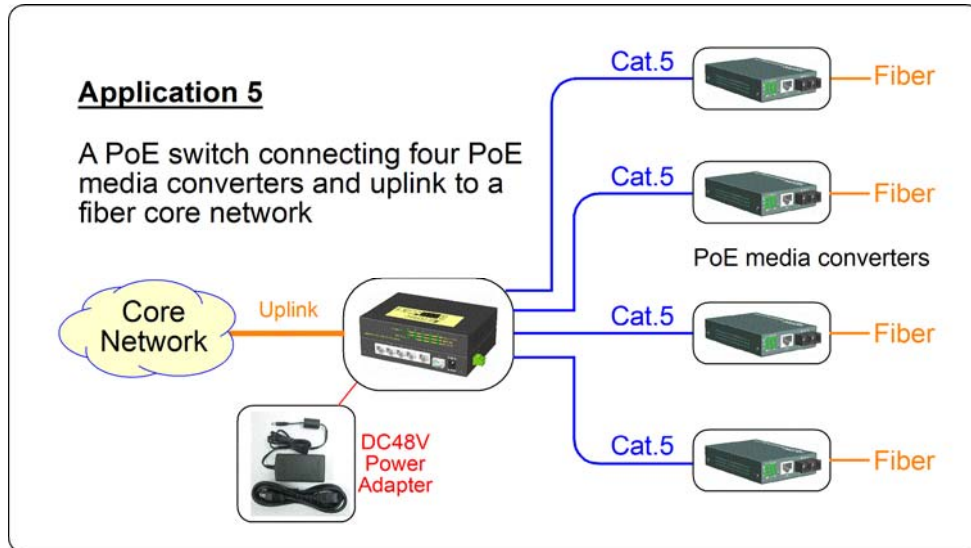 Application 5
A PoE switch connecting four PoE
media converters and uplink to a
fiber core network
Cat.5
Fiber
Cat.5
Fiber
PoE media converters
Core
Network
Uplink
Cat.5
Fiber
DC48V
Power
Adapter
Cat.5
Fiber